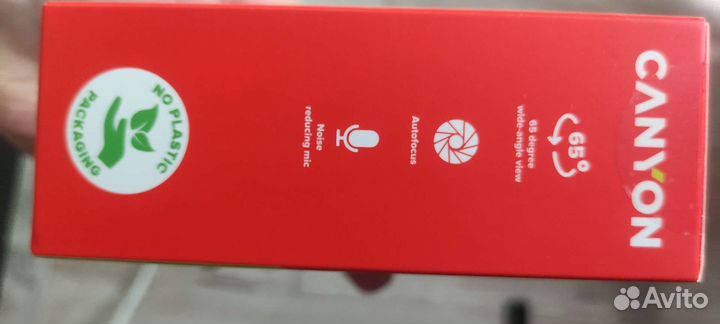 CANYON
65°
65 degree
wide-angle view
Autofocus
Noise
reducing mic
NO PLASTIC
PACKAGING
Avito